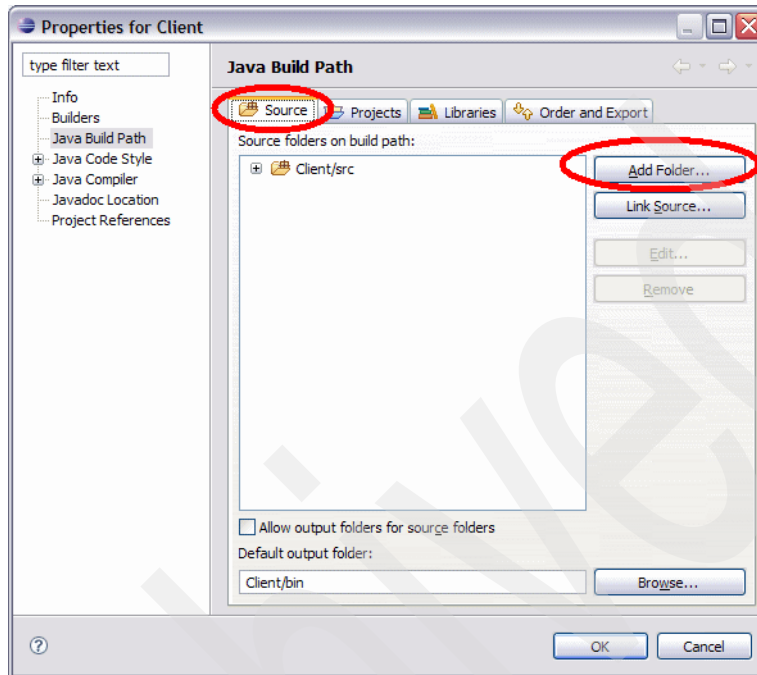 Properties for Client
type filter text
Info
Builders
Java Build Path
Java Code Style
Java Compiler
Javadoc Location
Project References
Java Build Path
Source
Projects
Libraries
Order and Export
Source folders on build path:
Client/src
Add Folder...
Link Source...
Edit...
Remove
Allow output folders for source folders
Default output folder:
Client/bin
Browse...
OK
Cancel